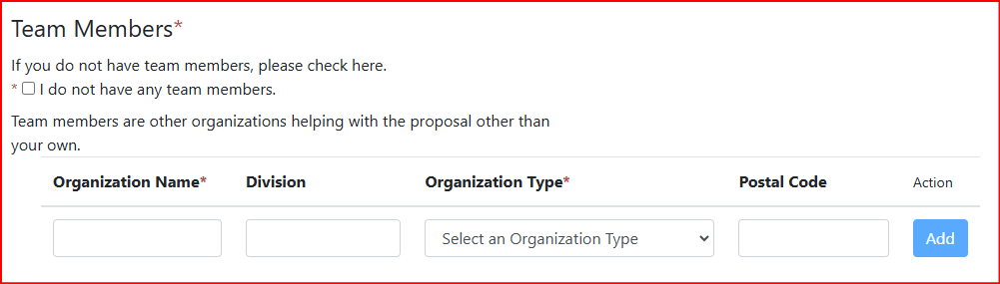 Team Members*
If you do not have team members, please check here.
* I do not have any team members.
Team members are other organizations helping with the proposal other than
your own.
Organization Name* Division Organization Type* Postal Code Action
Select an Organization Type Add